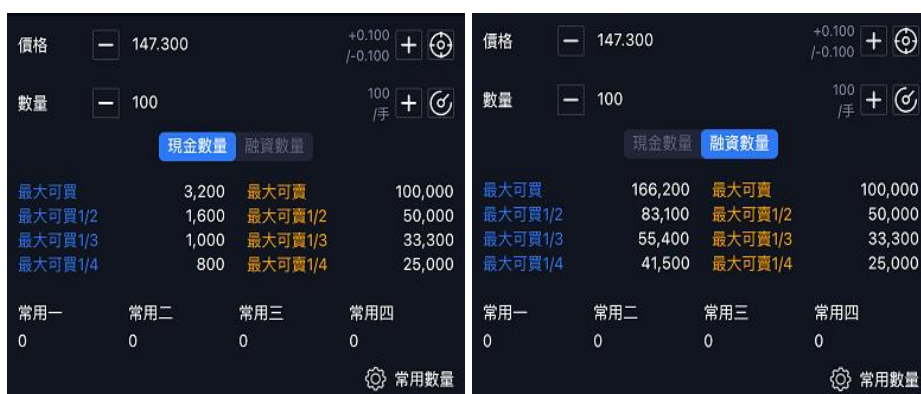 價格 147.300 +0.100
/-0.100
數量 100 100
/手
現金數量 融資數量
最大可買 3,200 最大可賣 100,000
最大可買1/2 1,600 最大可賣1/2 50,000
最大可買1/3 1,000 最大可賣1/3 33,300
最大可買1/4 800 最大可賣1/4 25,000
常用一 常用二 常用三 常用四
0 0 0 0
常用數量
價格 147.300 +0.100
/-0.100
數量 100 100
/手
現金數量 融資數量
最大可買 166,200 最大可賣 100,000
最大可買1/2 83,100 最大可賣1/2 50,000
最大可買1/3 55,400 最大可賣1/3 33,300
最大可買1/4 41,500 最大可賣1/4 25,000
常用一 常用二 常用三 常用四
0 0 0 0
常用數量